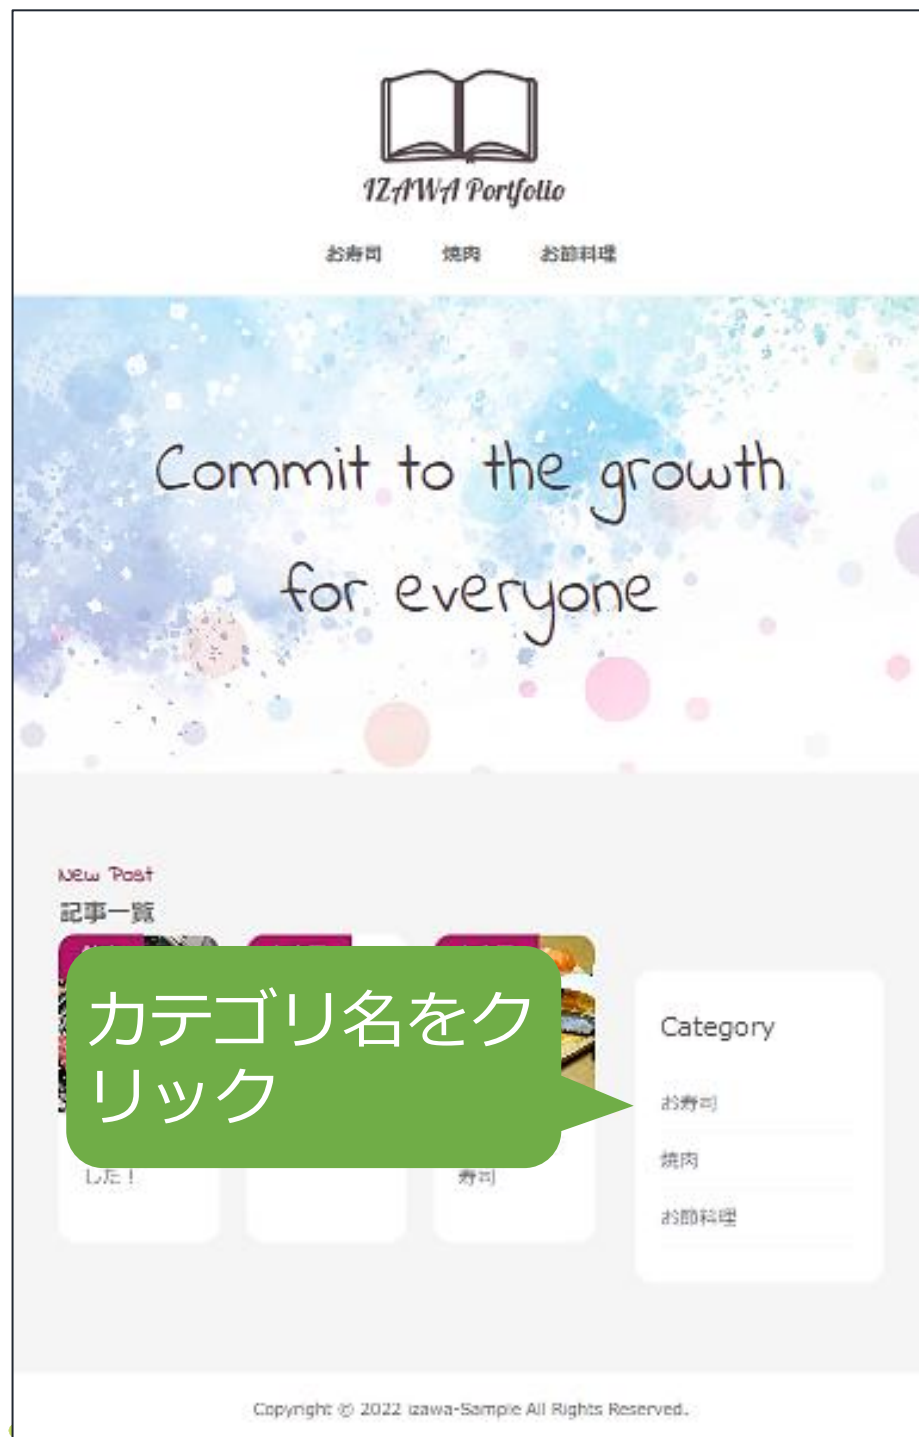 IZAWA Portfolio
お寿司 焼肉 お節料理
Commit to the growth
for everyone
New Post
記事一覧
カテゴリ名をク
リック
した！
寿司
Category
お寿司
焼肉
お節料理
Copyright © 2022 izawa-Sample All Rights Reserved.